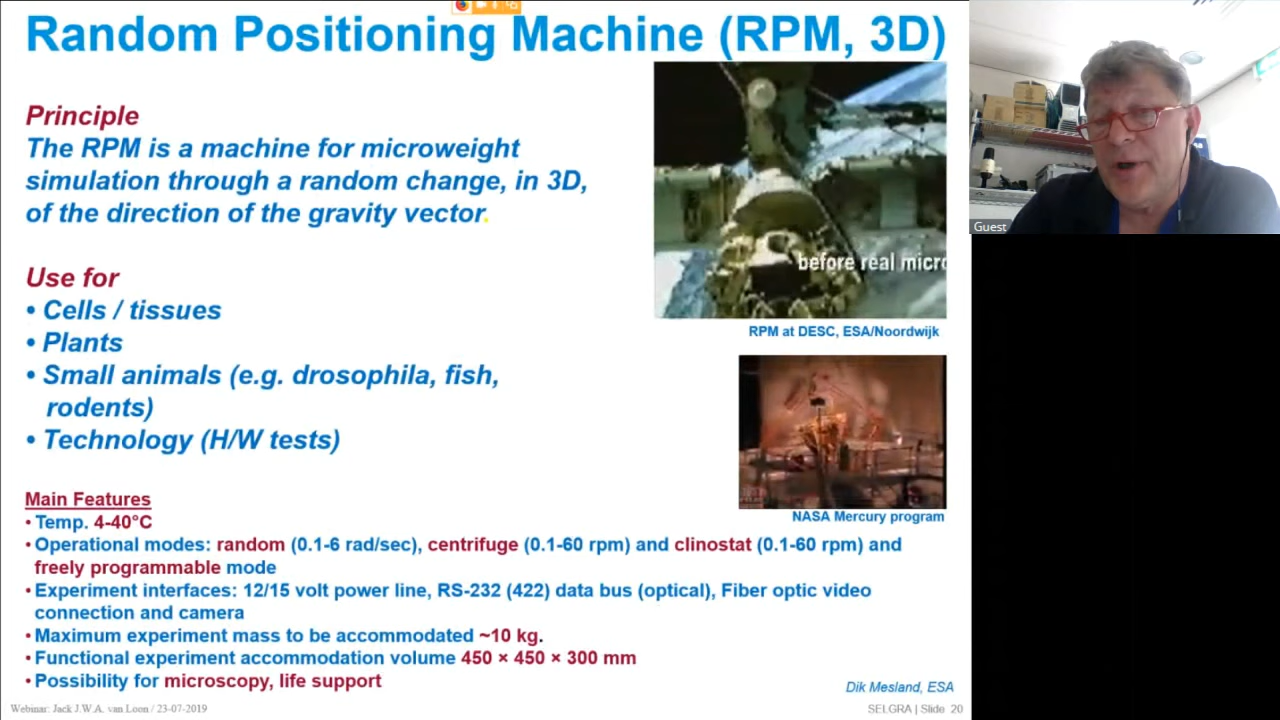 Random Positioning Machine (RPM, 3D)
Principle
The RPM is a machine for microweight
simulation through a random change, in 3D,
of the direction of the gravity vector.
Use for
• Cells / tissues
• Plants
• Small animals (e.g. drosophila, fish,
rodents)
• Technology (H/W tests)
before real micro
RPM at DESC, ESA/Noordwijk
NASA Mercury program
Guest
Main Features
• Temp. 4-40°C
• Operational modes: random (0.1-6 rad/sec), centrifuge (0.1-60 rpm) and clinostat (0.1-60 rpm) and
freely programmable mode
• Experiment interfaces: 12/15 volt power line, RS-232 (422) data bus (optical), Fiber optic video
connection and camera
• Maximum experiment mass to be accommodated ~10 kg.
• Functional experiment accommodation volume 450 × 450 × 300 mm
• Possibility for microscopy, life support
Dik Mesland, ESA
Webinar: Jack J.W.A. van Loon / 23-07-2019
SELGRA | Slide 20